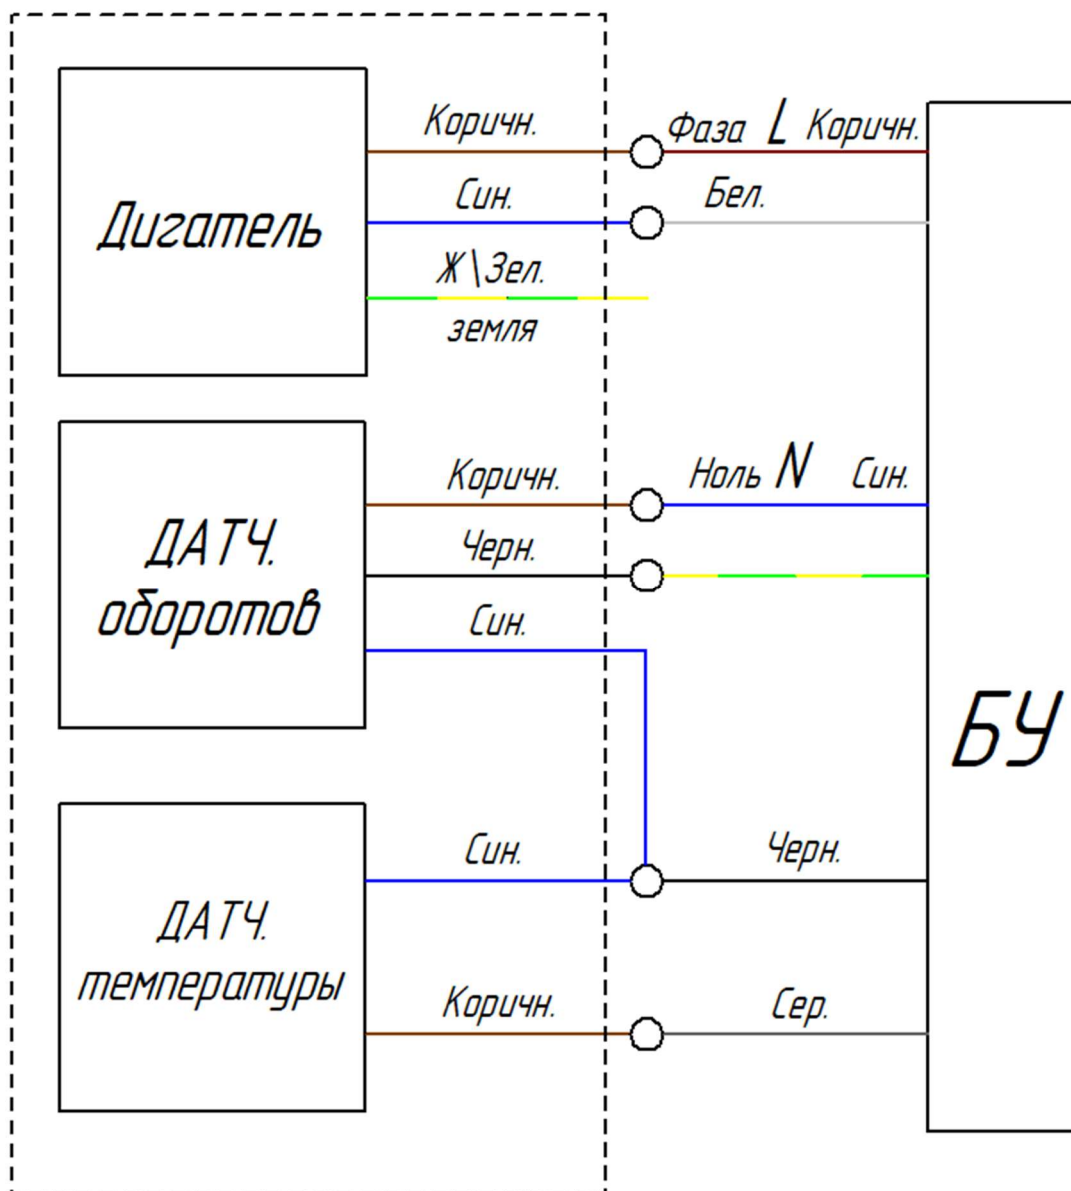 Коричн.
Фаза L Коричн.
Син.
Бел.
Дигатель
Ж\Зел.
земля
Коричн.
Ноль N Син.
ДАТЧ.
оборотов
Черн.
Син.
БУ
Син.
Черн.
ДАТЧ.
температуры
Коричн.
Сер.